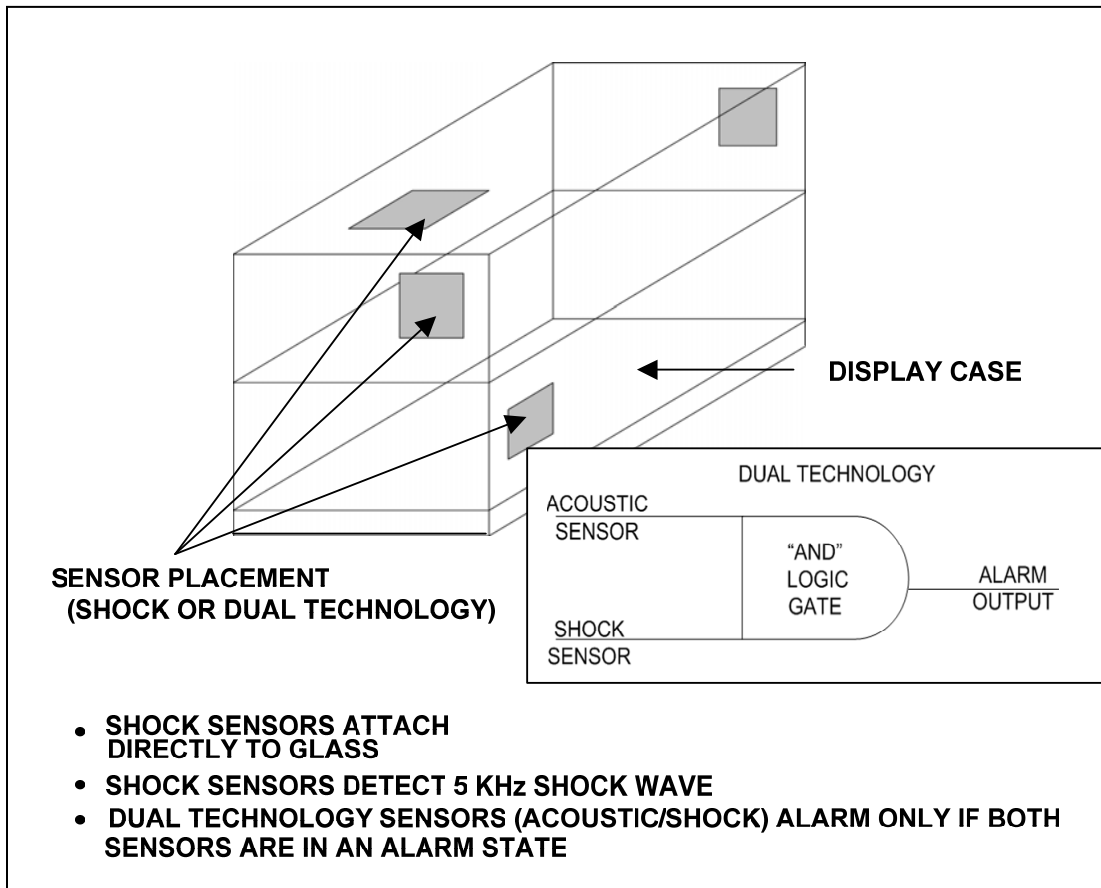 DISPLAY CASE
SENSOR PLACEMENT
(SHOCK OR DUAL TECHNOLOGY)
DUAL TECHNOLOGY
ACOUSTIC
SENSOR
SHOCK
SENSOR
“AND”
LOGIC
GATE
ALARM
OUTPUT
• SHOCK SENSORS ATTACH
DIRECTLY TO GLASS
• SHOCK SENSORS DETECT 5 KHz SHOCK WAVE
• DUAL TECHNOLOGY SENSORS (ACOUSTIC/SHOCK) ALARM ONLY IF BOTH
SENSORS ARE IN AN ALARM STATE